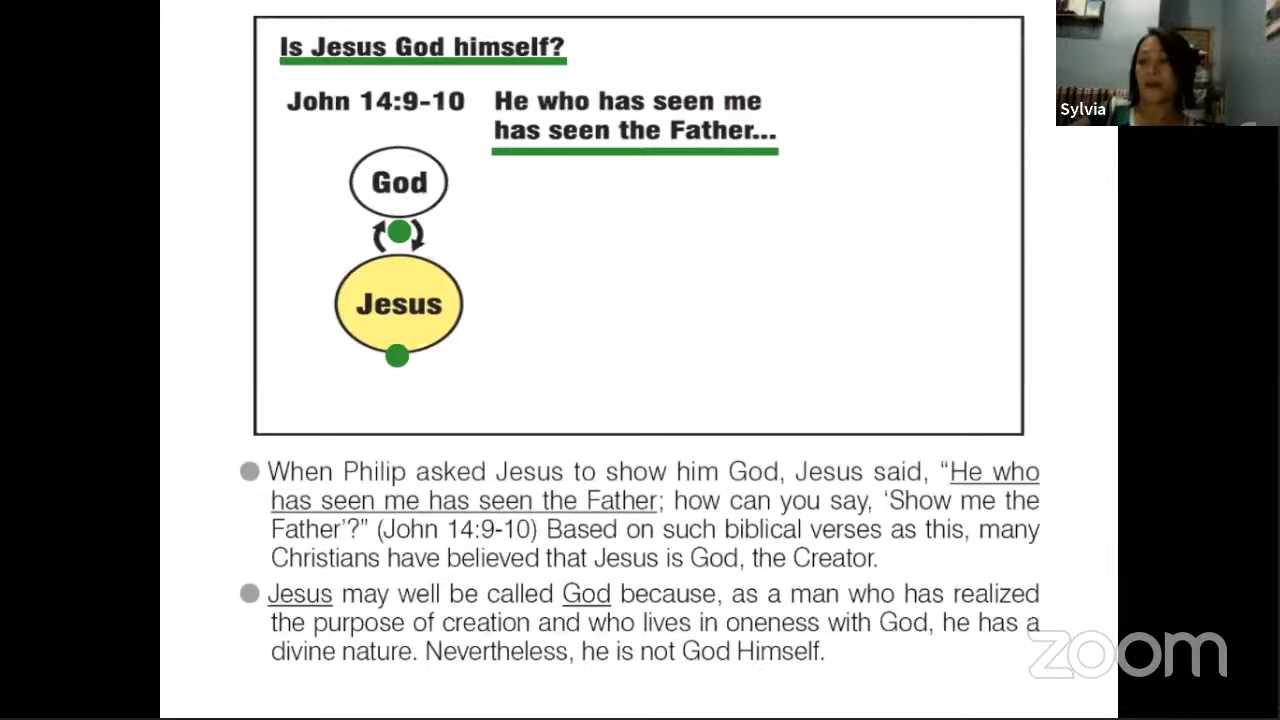 Is Jesus God himself?
John 14:9-10 He who has seen me
has seen the Father...
God
Jesus
Sylvia
When Philip asked Jesus to show him God, Jesus said, “He who
has seen me has seen the Father; how can you say, ‘Show me the
Father’?” (John 14:9-10) Based on such biblical verses as this, many
Christians have believed that Jesus is God, the Creator.
Jesus may well be called God because, as a man who has realized
the purpose of creation and who lives in oneness with God, he has a
divine nature. Nevertheless, he is not God Himself.
zoom